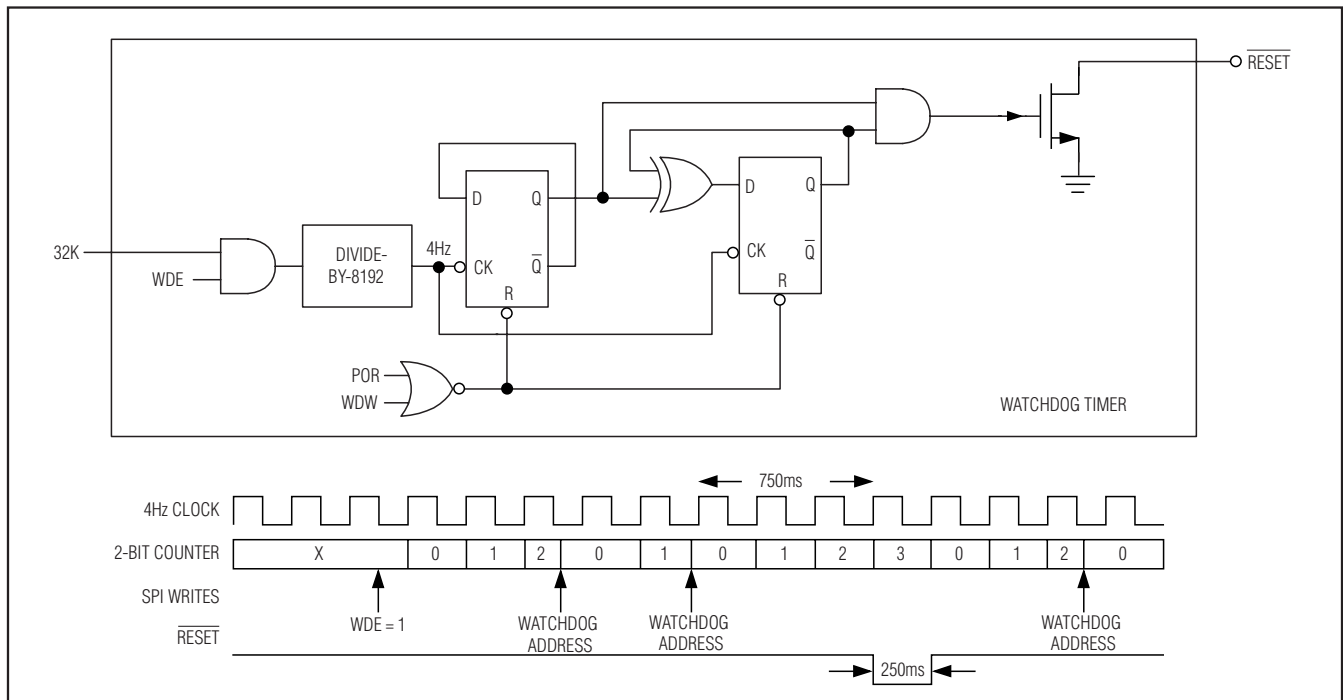 R̅E̅S̅E̅T̅
D
Q
D
Q
32K
WDE
DIVIDE-
BY-8192
4Hz
CK
Q̅
CK
Q̅
R
R
POR
WDW
WATCHDOG TIMER
750ms
4Hz CLOCK
2-BIT COUNTER
X 0 1 2 0 1 0 1 2 3 0 1 2 0
SPI WRITES
WDE = 1
WATCHDOG
ADDRESS
WATCHDOG
ADDRESS
WATCHDOG
ADDRESS
R̅E̅S̅E̅T̅
250ms